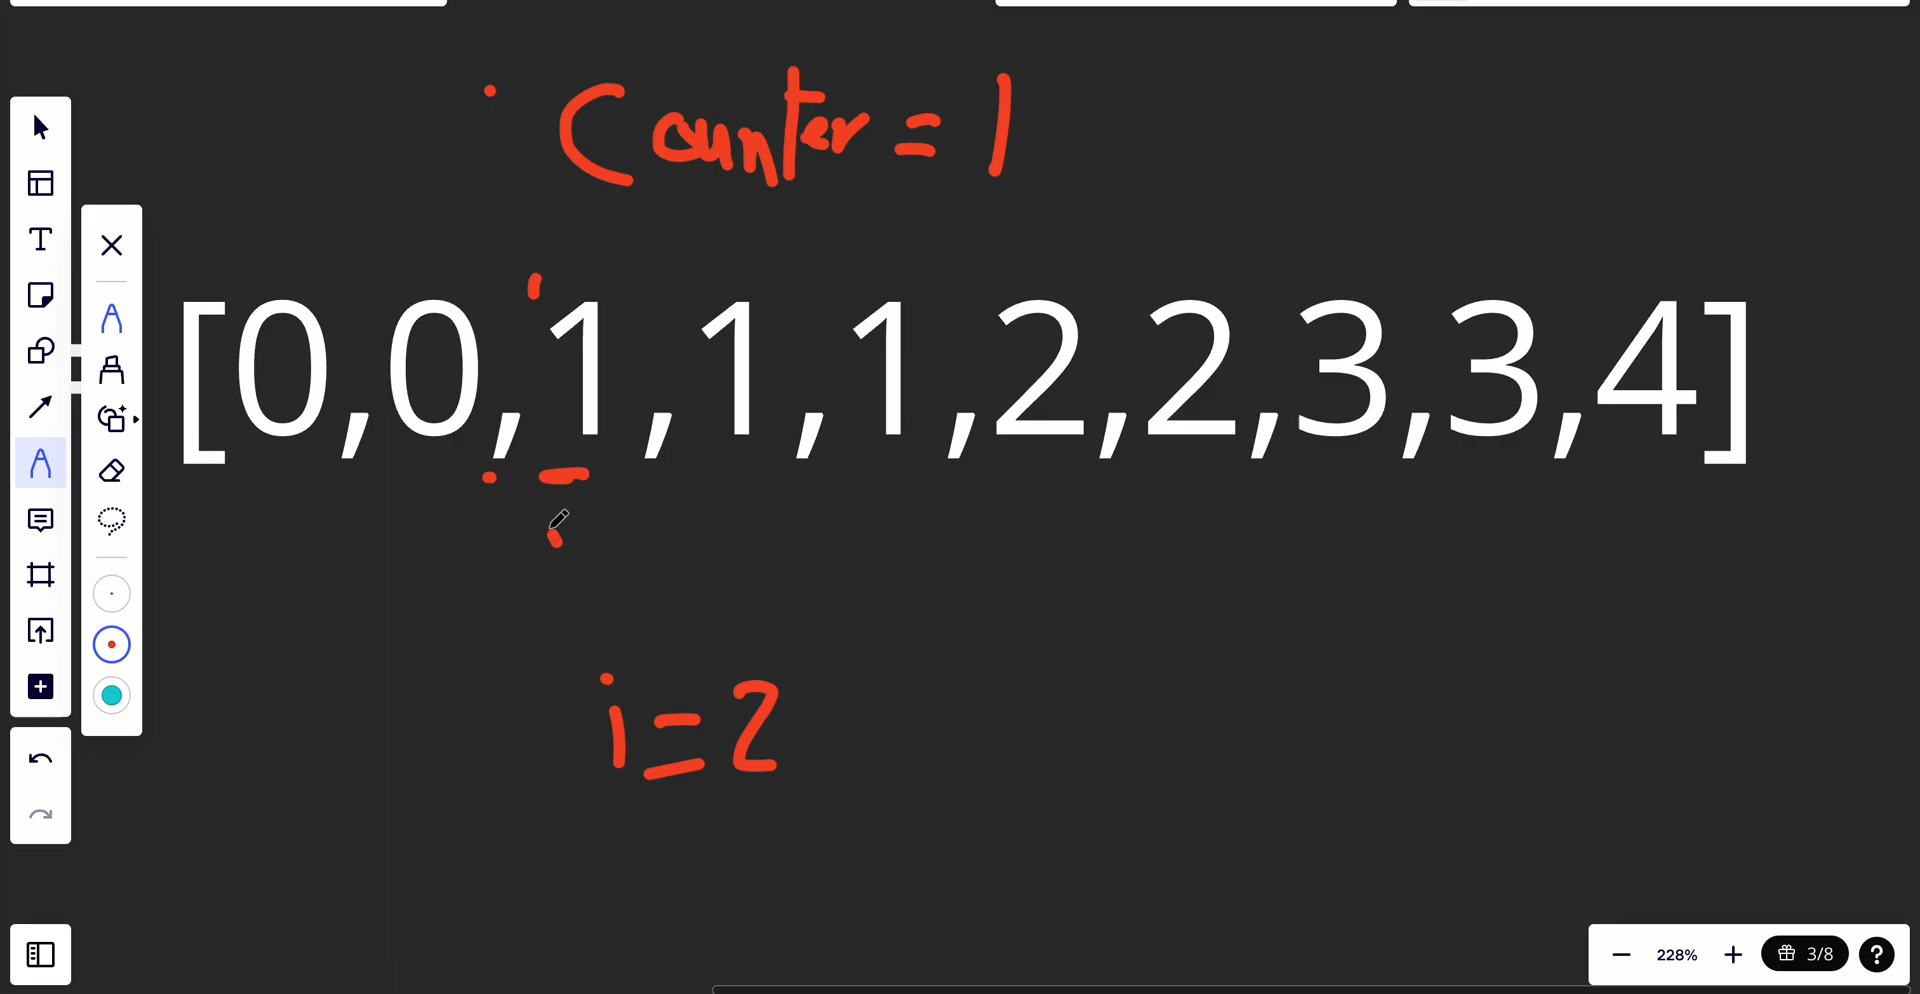 Counter = 1
[0,0,1,1,1,2,2,3,3,4]
i = 2
228%
3/8
?